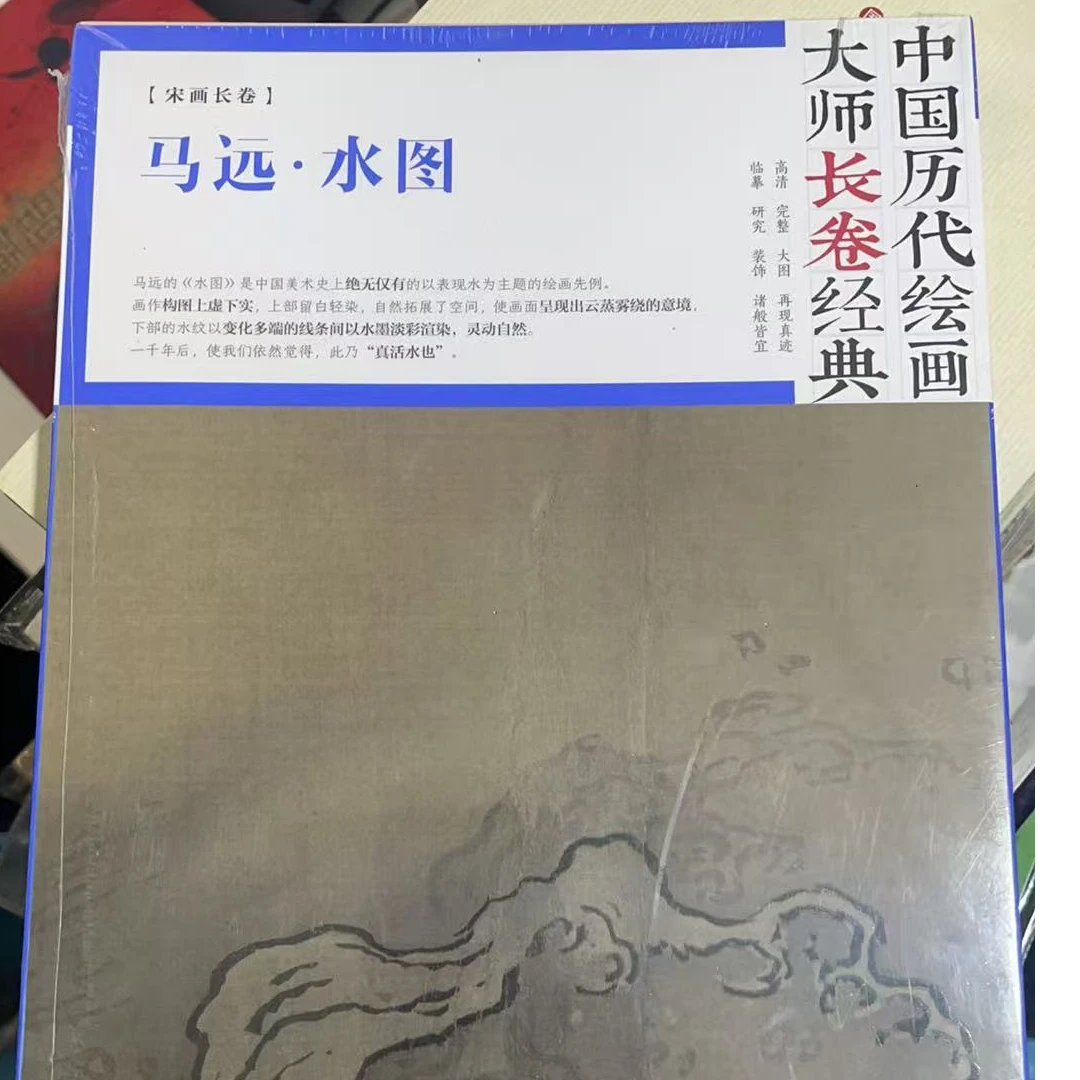 中国历代绘画
大师长卷经典
高清 完整 大图 再现真迹
临摹 研究 装饰 诸般皆宜
【宋画长卷】
马远·水图
马远的《水图》是中国美术史上绝无仅有的以表现水为主题的绘画先例。
画作构图上虚下实，上部留白轻染，自然拓展了空间，使画面呈现出云蒸雾绕的意境，
下部的水纹以变化多端的线条间以水墨淡彩渲染，灵动自然。
一千年后，使我们依然觉得，此乃“真活水也”。